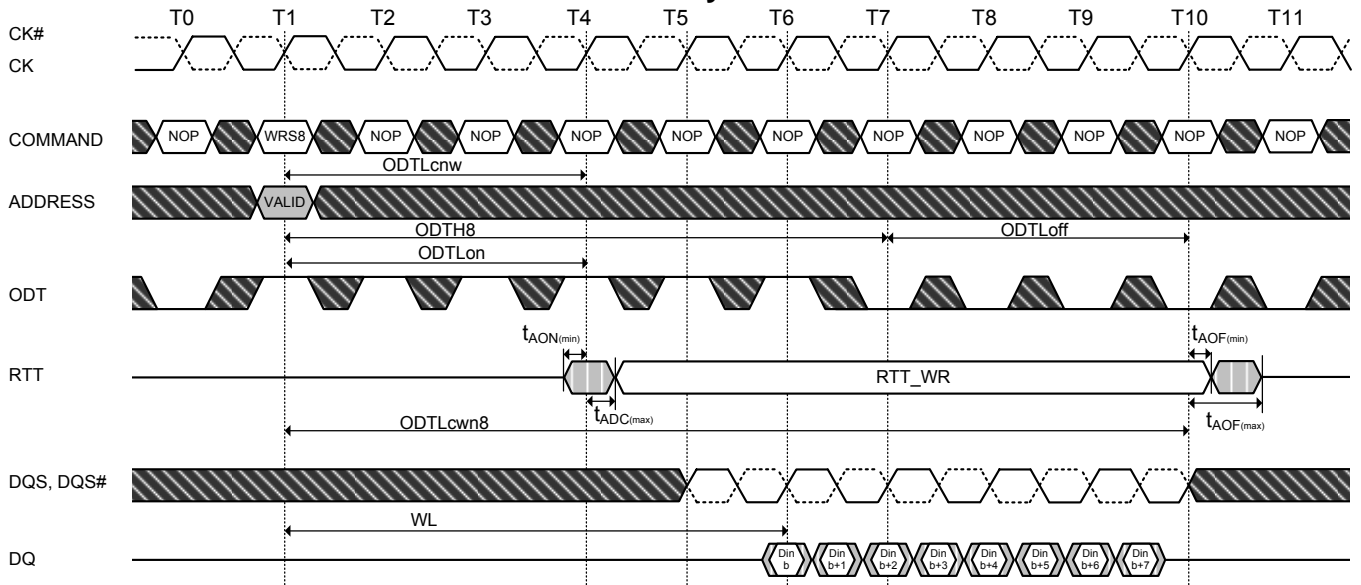 T0 T1 T2 T3 T4 T5 T6 T7 T8 T9 T10 T11
CK#
CK
COMMAND NOP WRS8 NOP NOP NOP NOP NOP NOP NOP NOP NOP NOP
ODTLcnw
ADDRESS VALID
ODTH8 ODTLoff
ODTLon
ODT
tAON(min) tAOF(min)
RTT RTT_WR
tADC(max) tAOF(max)
ODTLcwn8
DQS, DQS#
WL
DQ Din b Din b+1 Din b+2 Din b+3 Din b+4 Din b+5 Din b+6 Din b+7